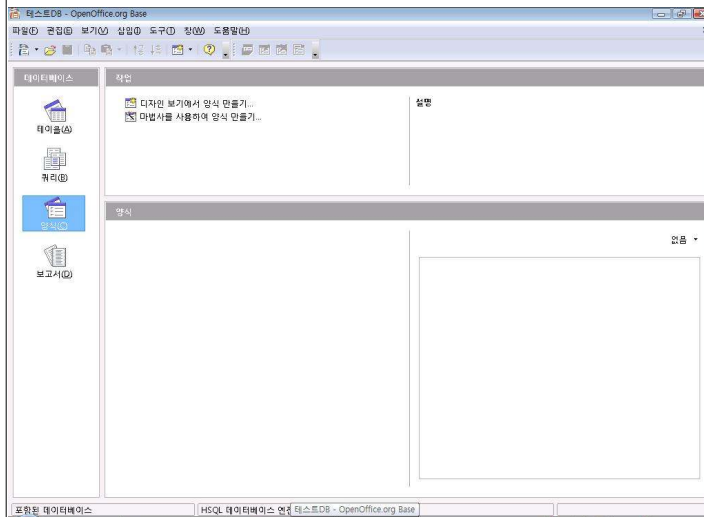 테스트DB - OpenOffice.org Base
파일(F) 편집(E) 보기(V) 삽입(I) 도구(T) 창(W) 도움말(H)
데이터베이스
작업
테이블(A)
쿼리(B)
양식(C)
보고서(D)
디자인 보기에서 양식 만들기...
마법사를 사용하여 양식 만들기...
설명
양식
없음
포함된 데이터베이스
HSQL 데이터베이스 연진
테스트DB - OpenOffice.org Base